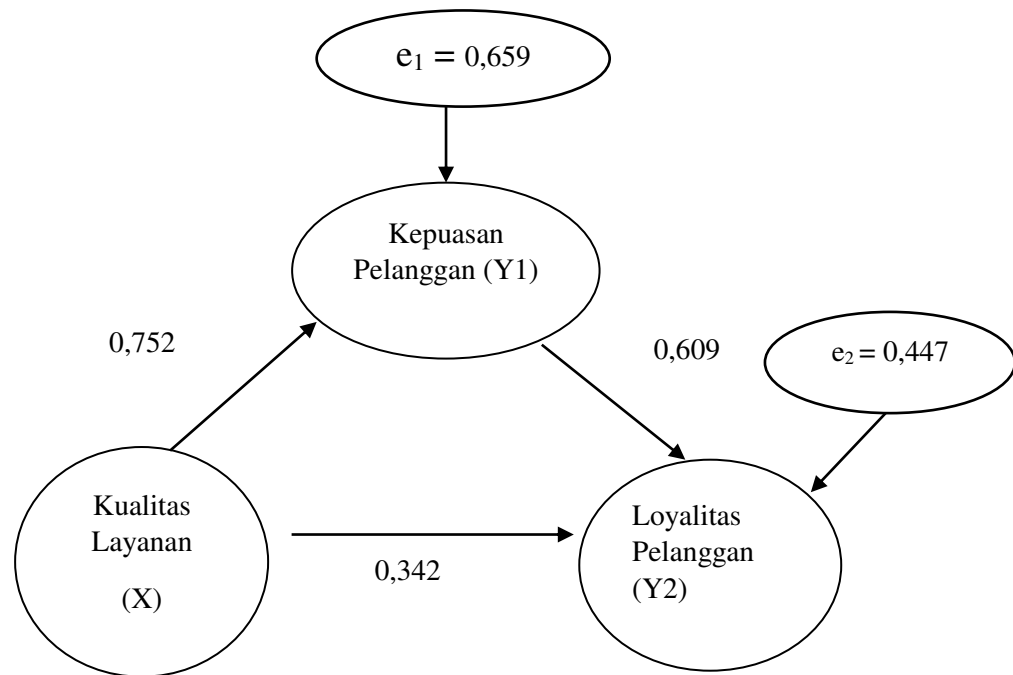 e₁ = 0,659
Kepuasan
Pelanggan (Y1)
0,752
0,609
e₂ = 0,447
Kualitas
Layanan
(X)
0,342
Loyalitas
Pelanggan
(Y2)